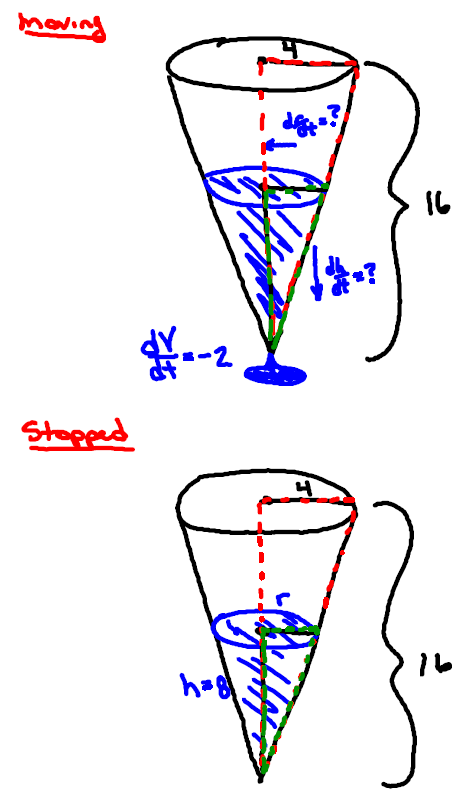 Moving
4
dr/dt = ?
16
dh/dt = ?
dV/dt = -2
Stopped
4
r
h = 8
16